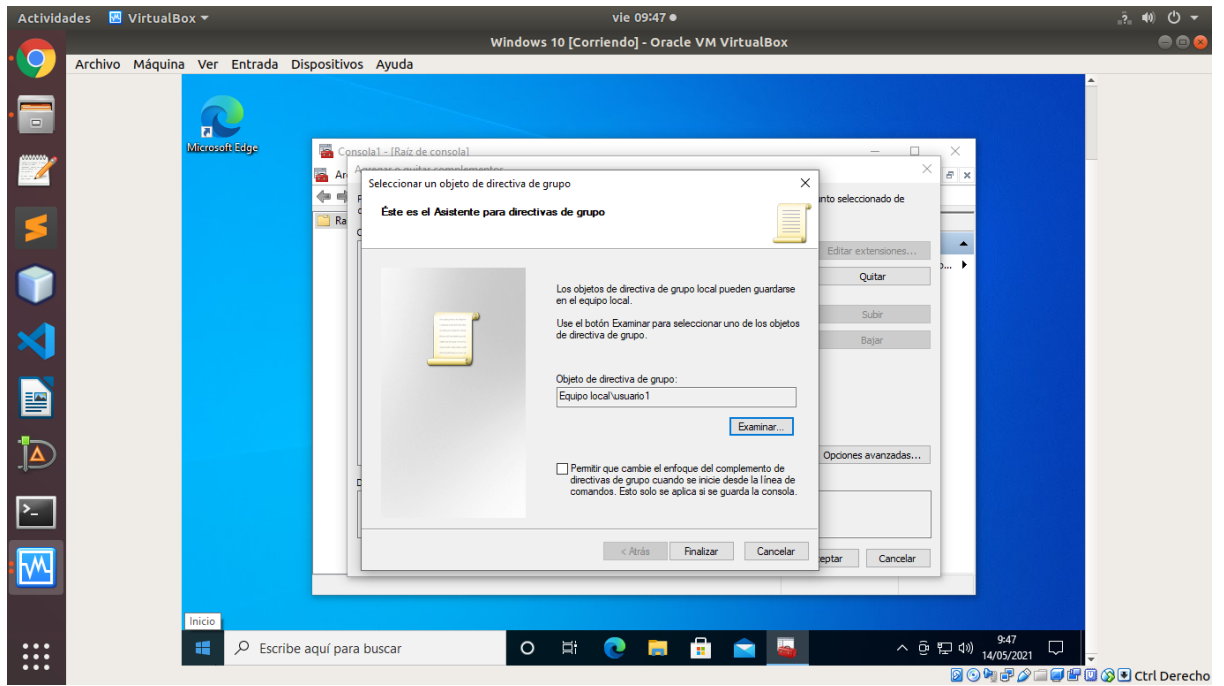 Actividades VirtualBox vie 09:47
Windows 10 [Corriendo] - Oracle VM VirtualBox
Archivo Máquina Ver Entrada Dispositivos Ayuda
Microsoft Edge
Consola1 - [Raíz de consola]
Agregar o quitar complementos
Seleccionar un objeto de directiva de grupo
Éste es el Asistente para directivas de grupo
unto seleccionado de
Ra
Editar extensiones...
Quitar
Los objetos de directiva de grupo local pueden guardarse
en el equipo local.
Subir
Use el botón Examinar para seleccionar uno de los objetos
de directiva de grupo.
Bajar
Objeto de directiva de grupo:
Equipo local\usuario1
Examinar...
Opciones avanzadas...
Permitir que cambie el enfoque del complemento de
directivas de grupo cuando se inicie desde la línea de
comandos. Esto solo se aplica si se guarda la consola.
< Atrás Finalizar Cancelar
eptar Cancelar
Inicio
Escribe aquí para buscar
9:47
14/05/2021
Ctrl Derecho